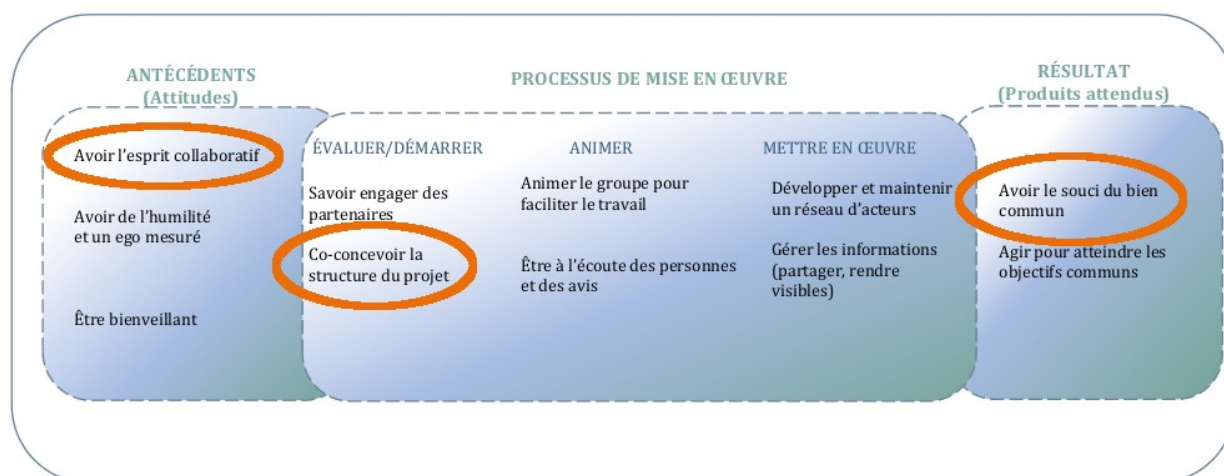 ANTÉCÉDENTS
(Attitudes)
Avoir l’esprit collaboratif
Avoir de l’humilité
et un ego mesuré
Être bienveillant
PROCESSUS DE MISE EN ŒUVRE
ÉVALUER/DÉMARRER
Savoir engager des
partenaires
Co-concevoir la
structure du projet
ANIMER
Animer le groupe pour
faciliter le travail
Être à l’écoute des personnes
et des avis
METTRE EN ŒUVRE
Développer et maintenir
un réseau d’acteurs
Gérer les informations
(partager, rendre
visibles)
RÉSULTAT
(Produits attendus)
Avoir le souci du bien
commun
Agir pour atteindre les
objectifs communs